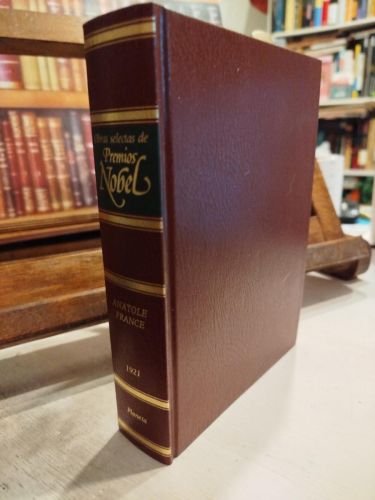 Obras selectas de
Premios
Nobel
ANATOLE
FRANCE
1921
Planeta